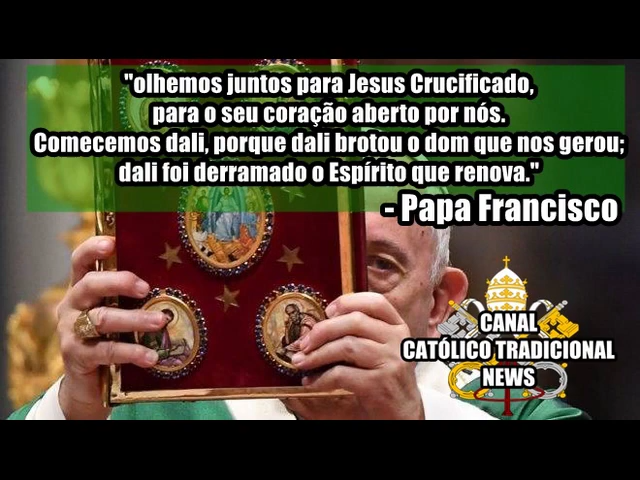 "olhemos juntos para Jesus Crucificado,
para o seu coração aberto por nós.
Comecemos dali, porque dali brotou o dom que nos gerou;
dali foi derramado o Espírito que renova."
- Papa Francisco
CANAL
CATÓLICO TRADICIONAL
NEWS